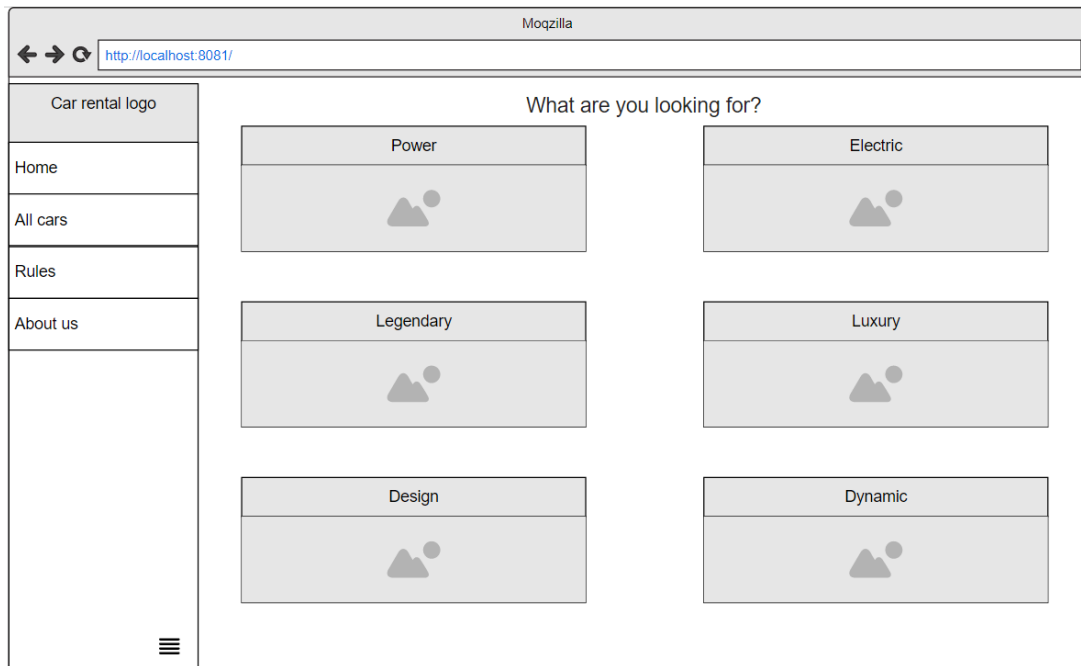 Moqzilla
http://localhost:8081/
Car rental logo
Home
All cars
Rules
About us
What are you looking for?
Power
Electric
Legendary
Luxury
Design
Dynamic